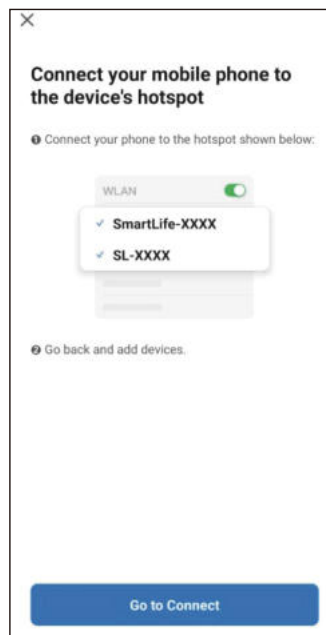 Connect your mobile phone to
the device's hotspot
❶ Connect your phone to the hotspot shown below:
WLAN
SmartLife-XXXX
SL-XXXX
❷ Go back and add devices.
Go to Connect